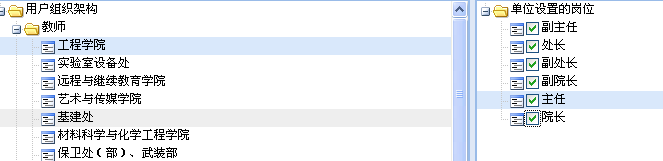 用户组织架构
教师
工程学院
实验室设备处
远程与继续教育学院
艺术与传媒学院
基建处
材料科学与化学工程学院
保卫处（部）、武装部
单位设置的岗位
副主任
处长
副处长
副院长
主任
院长